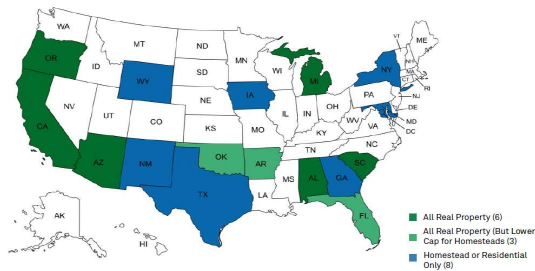 WA
VT
ME
MT
ND
MN
OR
NH
ID
SD
WI
MI
NY
MA
WY
CT
RI
IA
PA
NJ
NE
NV
OH
IL
IN
DE
UT
WV
MD
CO
VA
DC
KS
MO
KY
CA
NC
TN
OK
AZ
NM
AR
SC
MS
AL
GA
TX
LA
AK
FL
HI
All Real Property (6)
All Real Property (But Lower
Cap for Homesteads (3)
Homestead or Residential
Only (8)